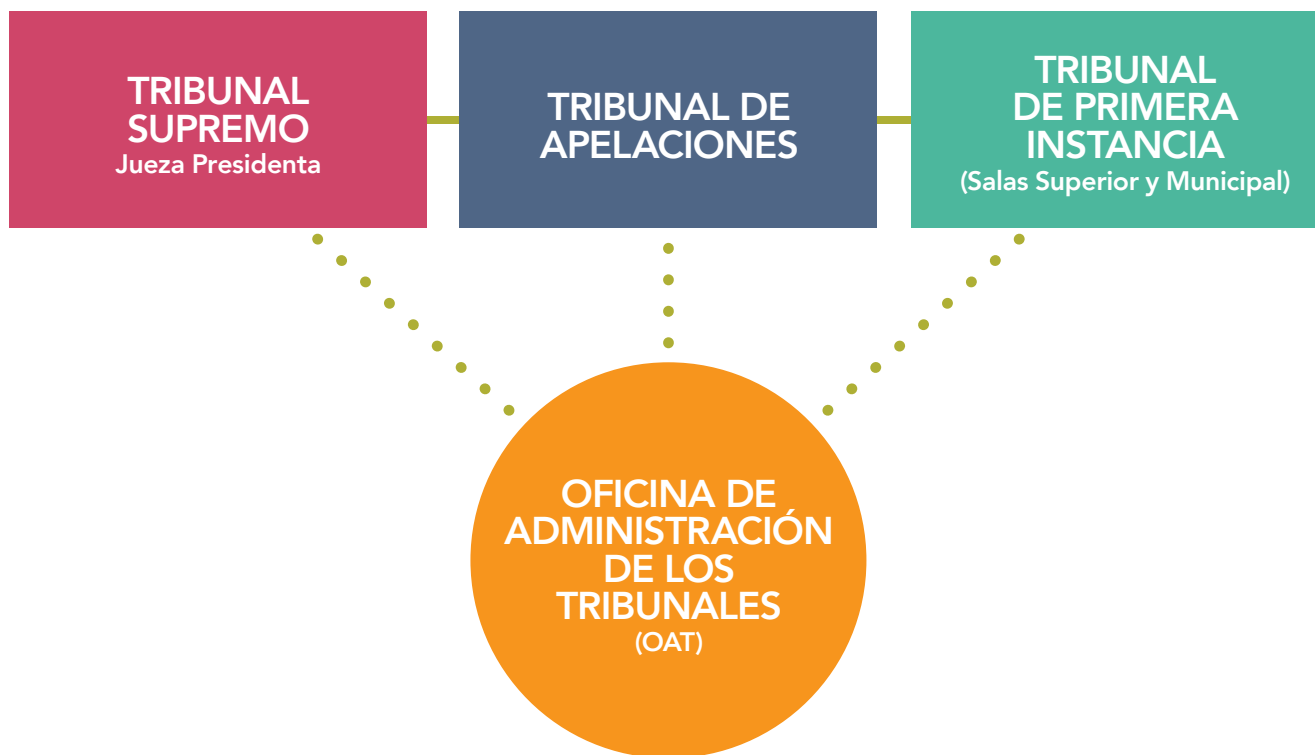 TRIBUNAL
SUPREMO
Jueza Presidenta
TRIBUNAL DE
APELACIONES
TRIBUNAL
DE PRIMERA
INSTANCIA
(Salas Superior y Municipal)
OFICINA DE
ADMINISTRACIÓN
DE LOS
TRIBUNALES
(OAT)